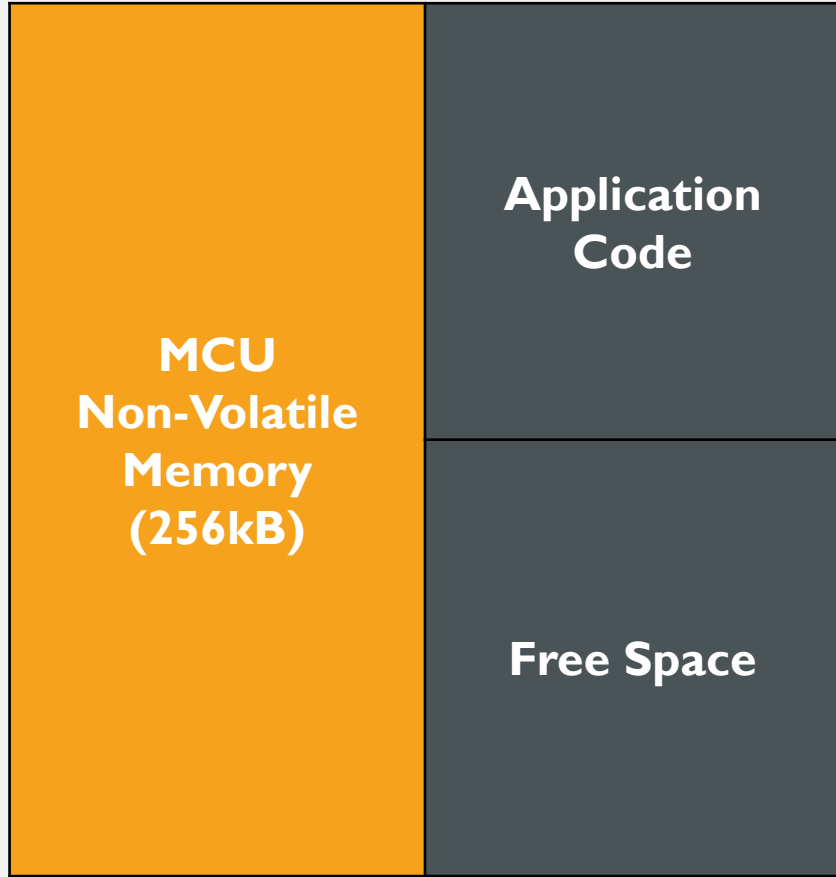 MCU
Non-Volatile
Memory
(256kB)
Application
Code
Free Space